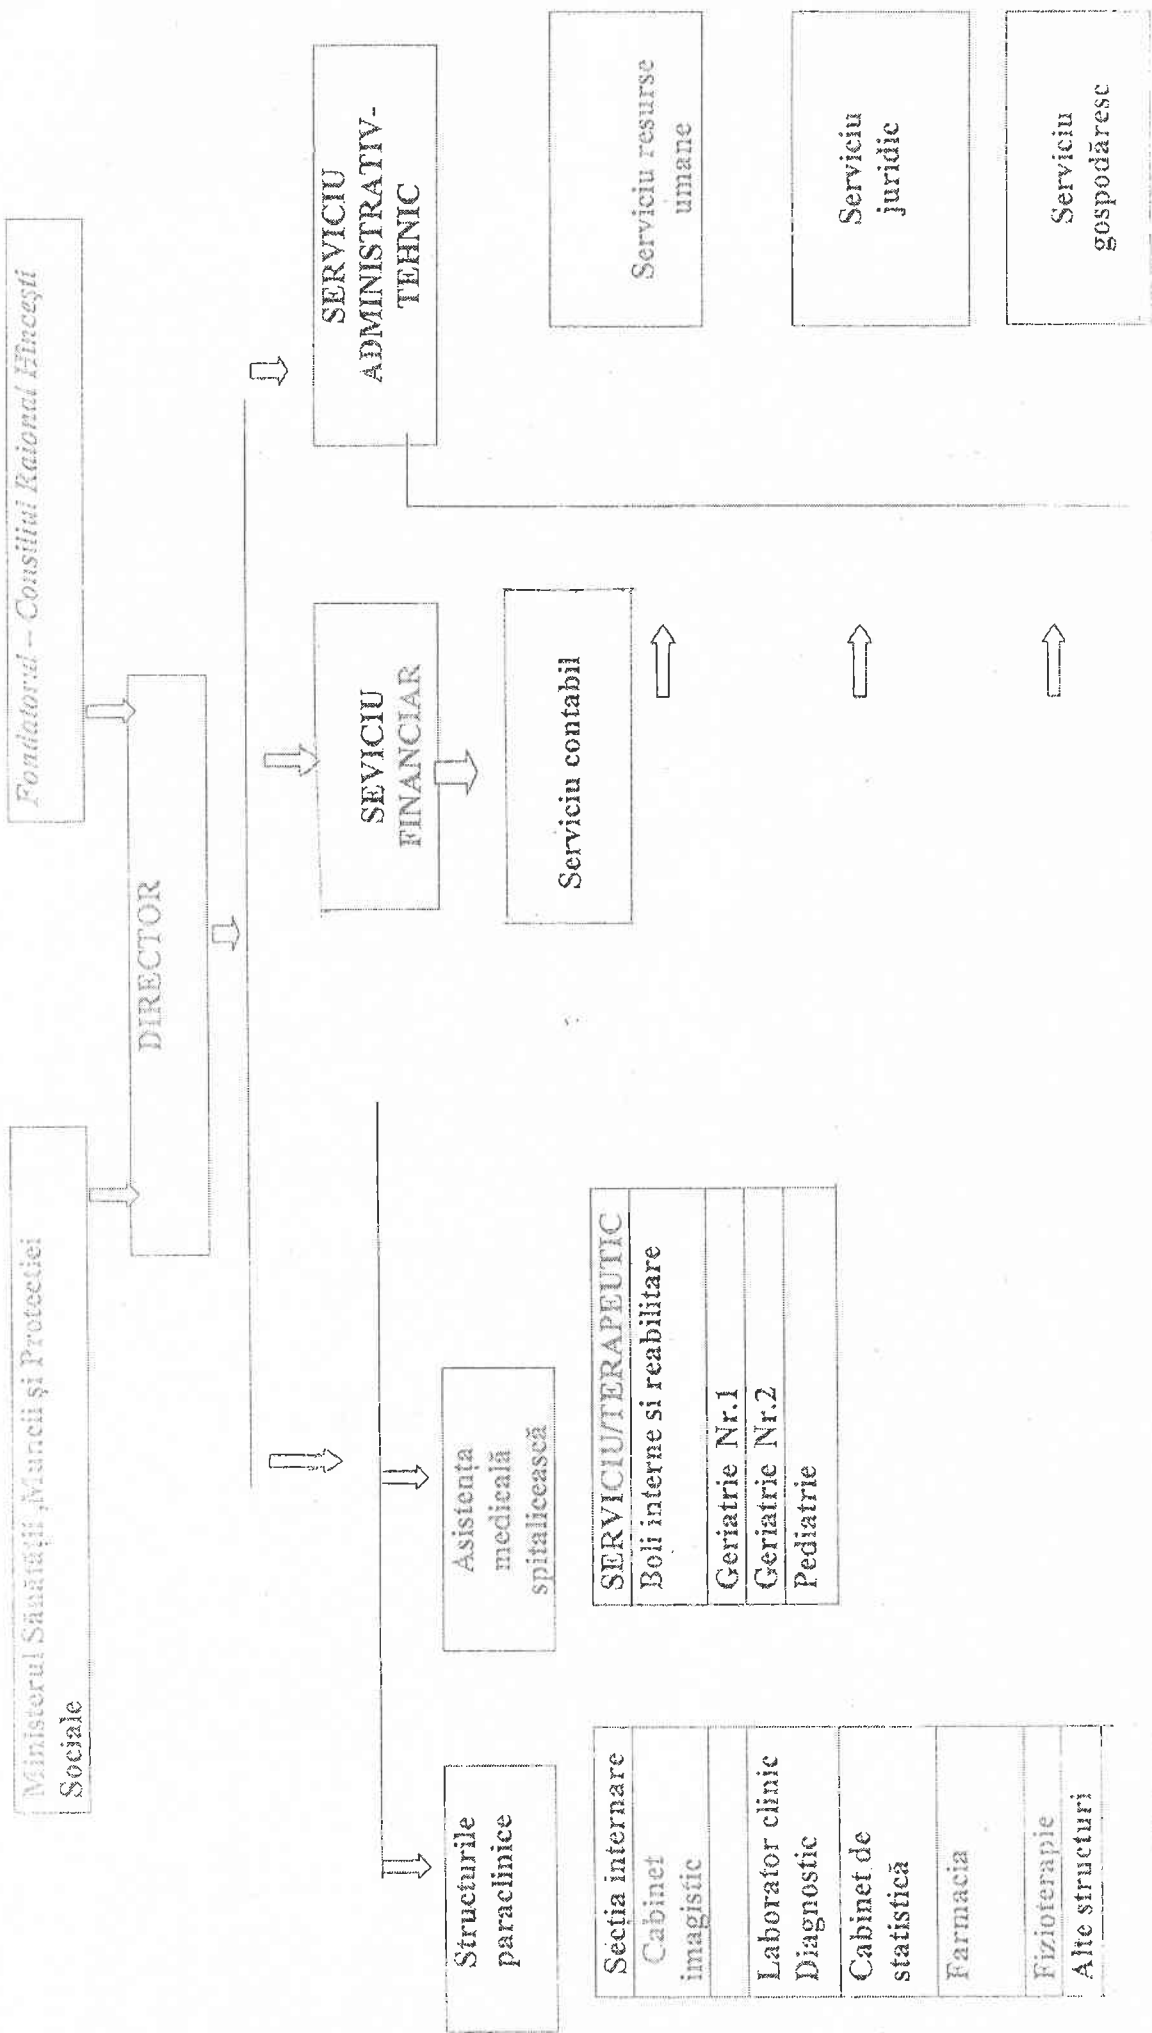 Ministerul Sănătății ,Muncii și Protecției
Sociale
Fondatorul – Consiliul Raional Hîncești
DIRECTOR
SEVICIU
FINANCIAR
SERVICIU
ADMINISTRATIV-
TEHNIC
Structurile
paraclinice
Asistența
medicală
spitalicească
Serviciu contabil
Serviciu resurse
umane
Serviciu
juridic
Serviciu
gospodăresc
Secția internare
Cabinet
imagistic
Laborator clinic
Diagnostic
Cabinet de
statistică
Farmacia
Fizioterapie
Alte structuri
SERVICIU/TERAPEUTIC
Boli interne si reabilitare
Geriatrie Nr.1
Geriatrie Nr.2
Pediatrie